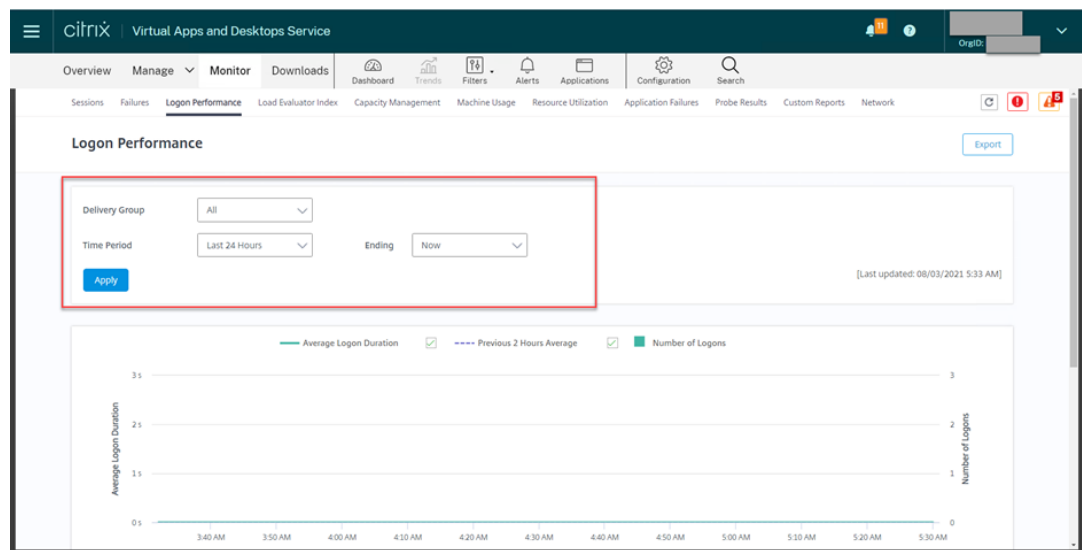 citrix Virtual Apps and Desktops Service 11 ?
OrgID:
Overview Manage Monitor Downloads Dashboard Trends Filters Alerts Applications Configuration Search
Sessions Failures Logon Performance Load Evaluator Index Capacity Management Machine Usage Resource Utilization Application Failures Probe Results Custom Reports Network 5
Logon Performance Export
Delivery Group All
Time Period Last 24 Hours Ending Now
Apply [Last updated: 08/03/2021 5:33 AM]
Average Logon Duration Previous 2 Hours Average Number of Logons
3 s 3
2 s 2
1 s 1
0 s 0
Average Logon Duration
Number of Logons
3:40 AM 3:50 AM 4:00 AM 4:10 AM 4:20 AM 4:30 AM 4:40 AM 4:50 AM 5:00 AM 5:10 AM 5:20 AM 5:30 AM